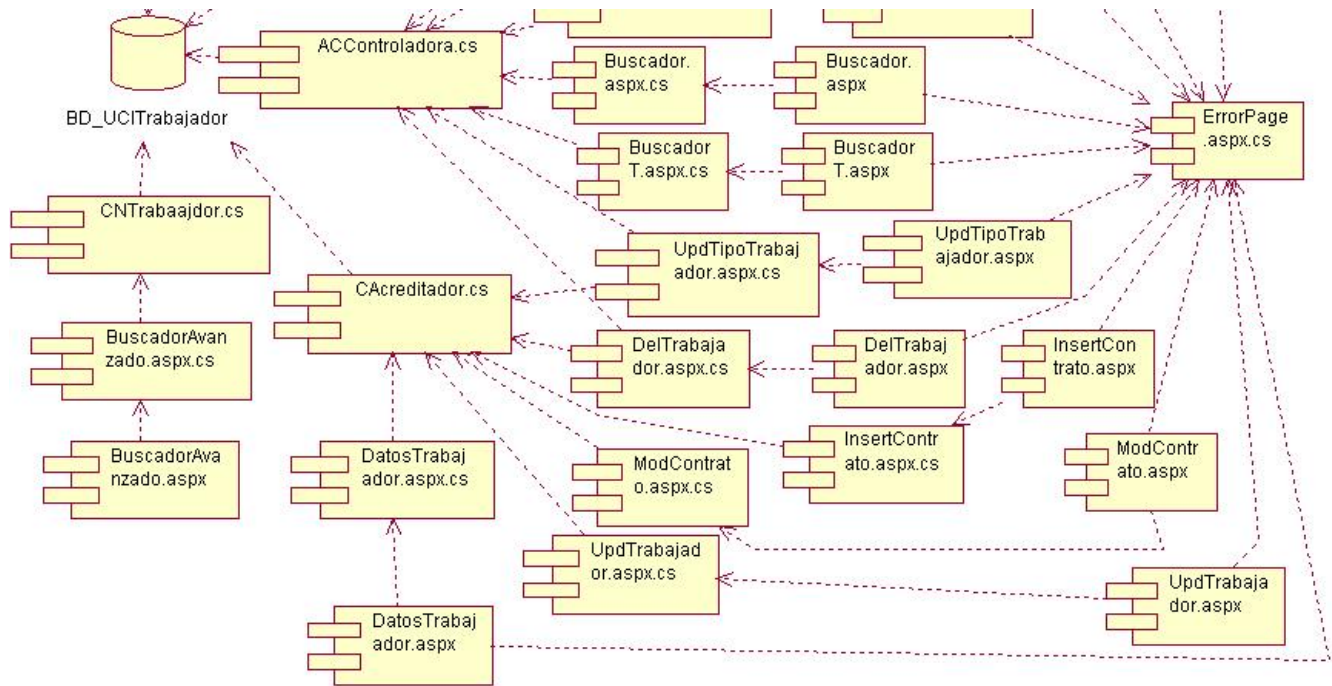 ACControladora.cs
Buscador.
aspx.cs
Buscador.
aspx
BD_UCITrabajador
ErrorPage
.aspx.cs
Buscador
T.aspx.cs
Buscador
T.aspx
CNTrabaajdor.cs
UpdTipoTrabaj
ador.aspx.cs
UpdTipoTrab
ajador.aspx
CAcreditador.cs
BuscadorAvan
zado.aspx.cs
DelTrabaja
dor.aspx.cs
DelTrabaj
ador.aspx
InsertCon
trato.aspx
BuscadorAva
nzado.aspx
DatosTrabaj
ador.aspx.cs
ModContrat
o.aspx.cs
InsertContr
ato.aspx.cs
ModContr
ato.aspx
UpdTrabajad
or.aspx.cs
UpdTrabaja
dor.aspx
DatosTrabaj
ador.aspx